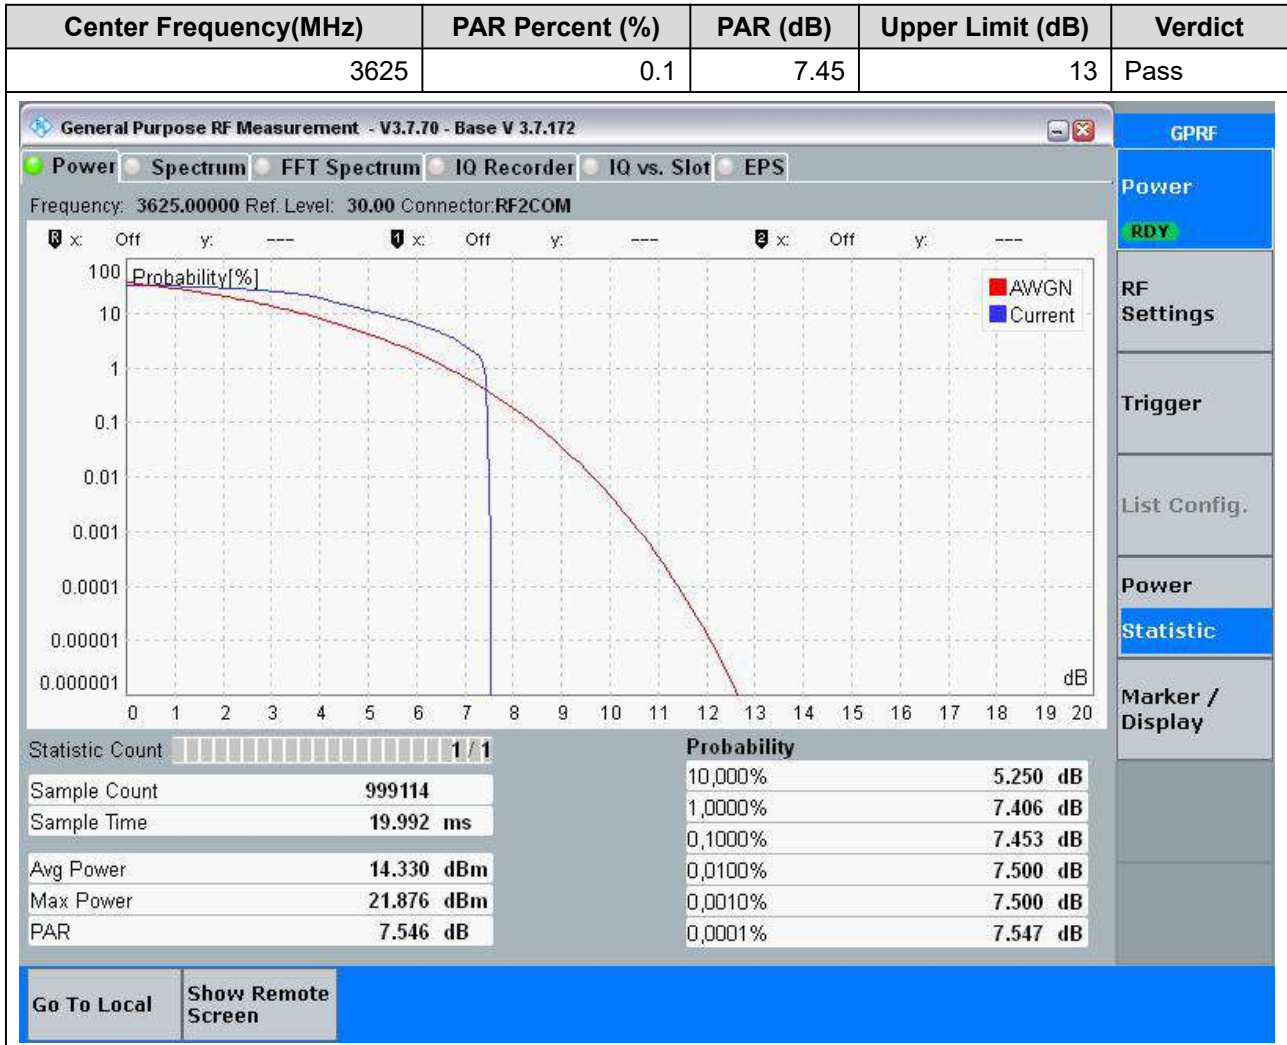 Center Frequency(MHz) PAR Percent (%) PAR (dB) Upper Limit (dB) Verdict
3625 0.1 7.45 13 Pass
General Purpose RF Measurement - V3.7.70 - Base V 3.7.172
GPRF
Power Spectrum FFT Spectrum IQ Recorder IQ vs. Slot EPS
Frequency: 3625.00000 Ref. Level: 30.00 Connector:RF2COM
R x: Off y: --- 1 x: Off y: --- 2 x: Off y: ---
Probability[%]
100
10
1
0.1
0.01
0.001
0.0001
0.00001
0.000001
AWGN
Current
dB
0 1 2 3 4 5 6 7 8 9 10 11 12 13 14 15 16 17 18 19 20
Statistic Count 1 / 1
Sample Count 999114
Sample Time 19.992 ms
Avg Power 14.330 dBm
Max Power 21.876 dBm
PAR 7.546 dB
Probability
10,000% 5.250 dB
1,0000% 7.406 dB
0,1000% 7.453 dB
0,0100% 7.500 dB
0,0010% 7.500 dB
0,0001% 7.547 dB
Power
RDY
RF
Settings
Trigger
List Config.
Power
Statistic
Marker /
Display
Go To Local
Show Remote
Screen